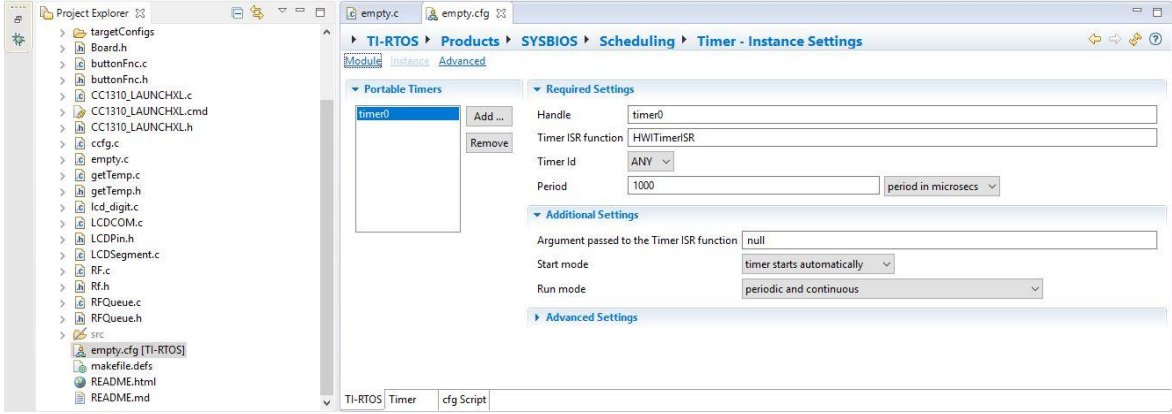 Project Explorer
targetConfigs
Board.h
buttonFnc.c
buttonFnc.h
CC1310_LAUNCHXL.c
CC1310_LAUNCHXL.cmd
CC1310_LAUNCHXL.h
ccfg.c
empty.c
getTemp.c
getTemp.h
lcd_digit.c
LCDCOM.c
LCDPin.h
LCDSegment.c
RF.c
Rf.h
RFQueue.c
RFQueue.h
src
empty.cfg [TI-RTOS]
makefile.defs
README.html
README.md
empty.c
empty.cfg
TI-RTOS Products SYSBIOS Scheduling Timer - Instance Settings
Module Instance Advanced
Portable Timers
timer0
Add ...
Remove
Required Settings
Handle timer0
Timer ISR function HWITimerISR
Timer Id ANY
Period 1000 period in microsecs
Additional Settings
Argument passed to the Timer ISR function null
Start mode timer starts automatically
Run mode periodic and continuous
Advanced Settings
TI-RTOS Timer cfg Script